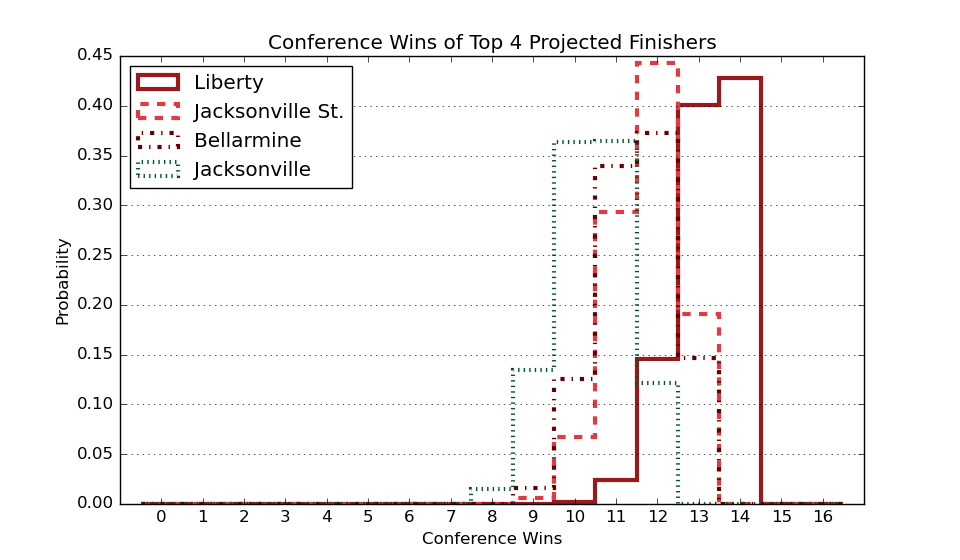 Conference Wins of Top 4 Projected Finishers
Liberty
Jacksonville St.
Bellarmine
Jacksonville
Probability
0.45
0.40
0.35
0.30
0.25
0.20
0.15
0.10
0.05
0.00
0 1 2 3 4 5 6 7 8 9 10 11 12 13 14 15 16
Conference Wins